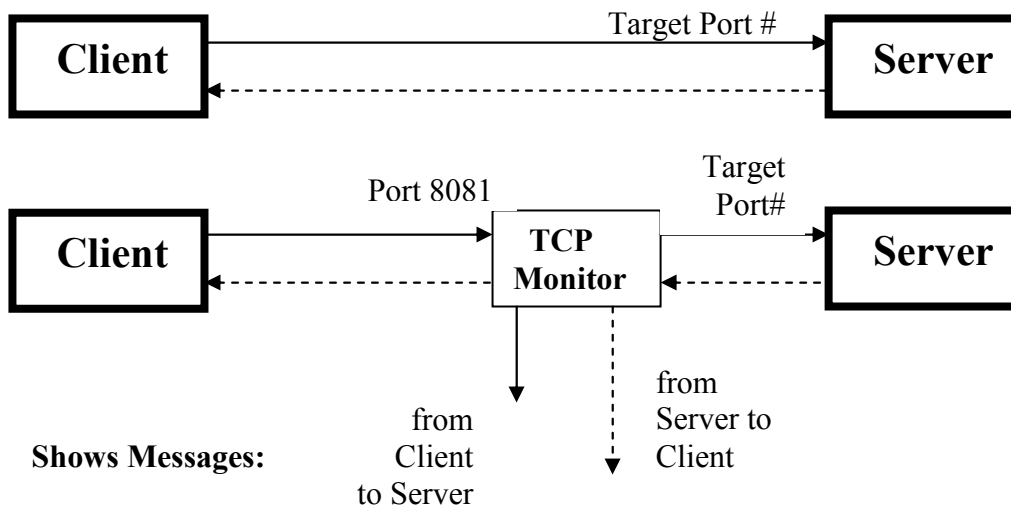 Target Port #
Client
Server
Target
Port#
Port 8081
Client
TCP
Monitor
Server
from
Client
to Server
from
Server to
Client
Shows Messages: